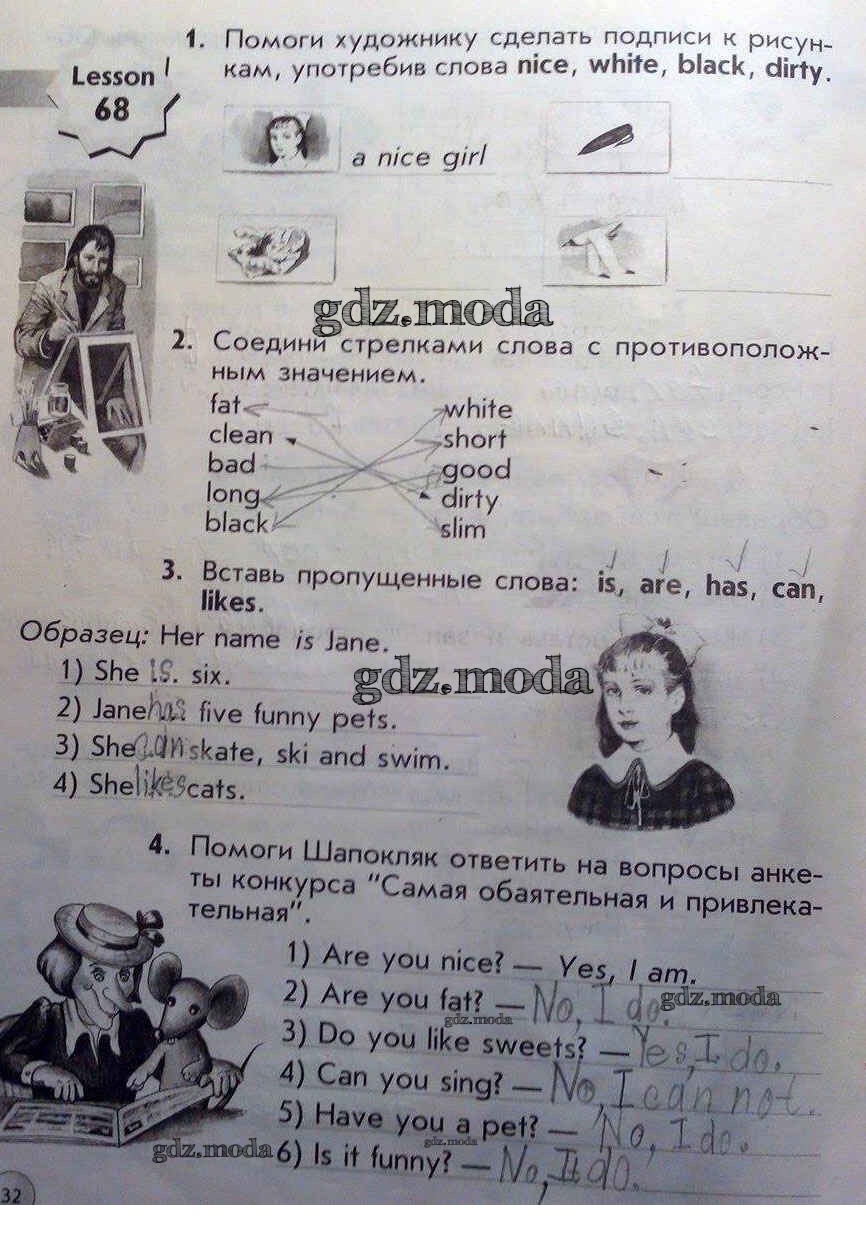 1. Помоги художнику сделать подписи к рисун-
кам, употребив слова nice, white, black, dirty.
Lesson
68
a nice girl
gdz.moda
2. Соедини стрелками слова с противополож-
ным значением.
fat white
clean short
bad good
long dirty
black slim
3. Вставь пропущенные слова: is, are, has, can,
likes.
Образец: Her name is Jane.
1) She is. six.
gdz.moda
2) Jane has five funny pets.
3) She can skate, ski and swim.
4) She likes cats.
4. Помоги Шапокляк ответить на вопросы анке-
ты конкурса "Самая обаятельная и привлека-
тельная".
1) Are you nice? — Yes, I am.
2) Are you fat? — No, I do.
gdz.moda
gdz.moda
3) Do you like sweets? — Yes, I do.
4) Can you sing? — No, I can not.
5) Have you a pet? — No, I do.
gdz.moda
gdz.moda
6) Is it funny? — No, It do.
32